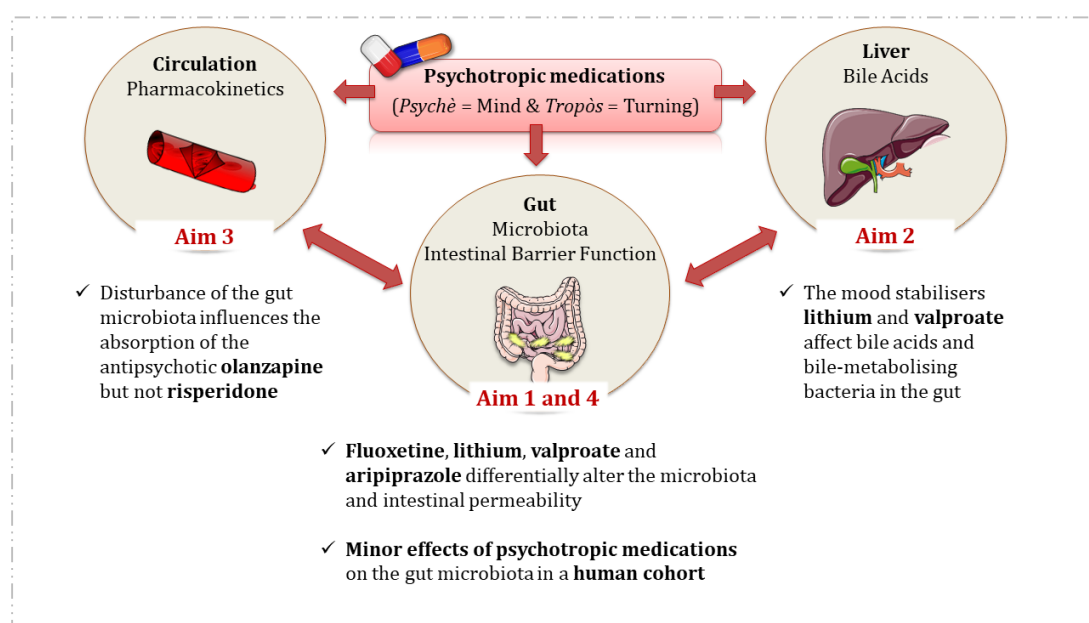 Circulation
Pharmacokinetics
Psychotropic medications
(Psychè = Mind & Tropòs = Turning)
Liver
Bile Acids
Gut
Microbiota
Intestinal Barrier Function
Aim 3
Aim 2
Aim 1 and 4
✓ Disturbance of the gut
microbiota influences the
absorption of the
antipsychotic olanzapine
but not risperidone
✓ The mood stabilisers
lithium and valproate
affect bile acids and
bile-metabolising
bacteria in the gut
✓ Fluoxetine, lithium, valproate and
aripiprazole differentially alter the microbiota
and intestinal permeability
✓ Minor effects of psychotropic medications
on the gut microbiota in a human cohort